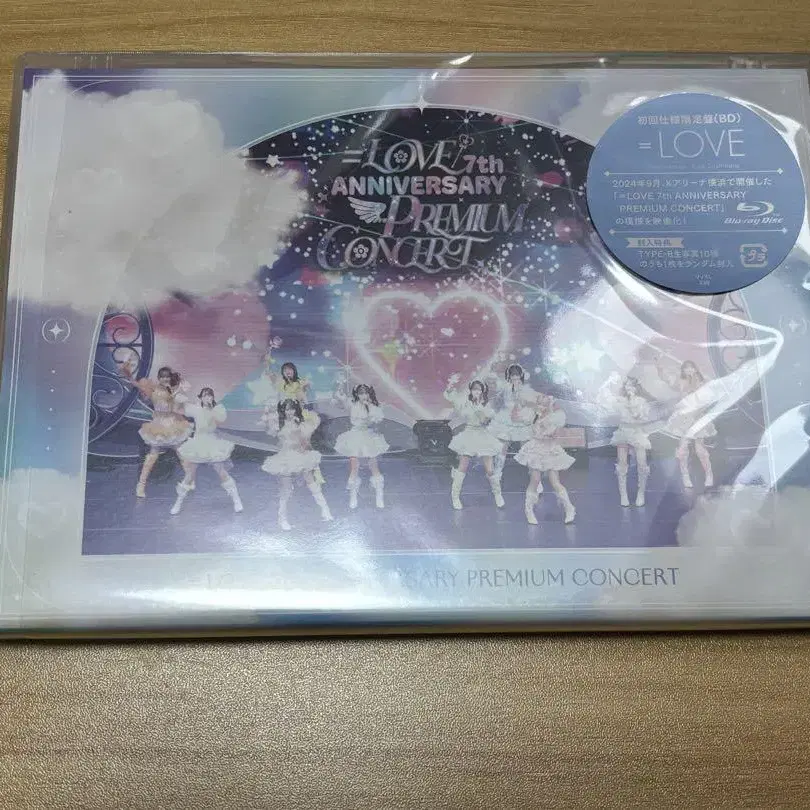 =LOVE 7th
ANNIVERSARY
PREMIUM
CONCERT
初回仕様限定盤(BD)
=LOVE
2024年9月、Kアリーナ横浜で開催した
「=LOVE 7th ANNIVERSARY
PREMIUM CONCERT」
の模様を映像化!
Blu-ray Disc
封入特典
TYPE-B生写真10種
のうち1枚をランダム封入
PREMIUM CONCERT